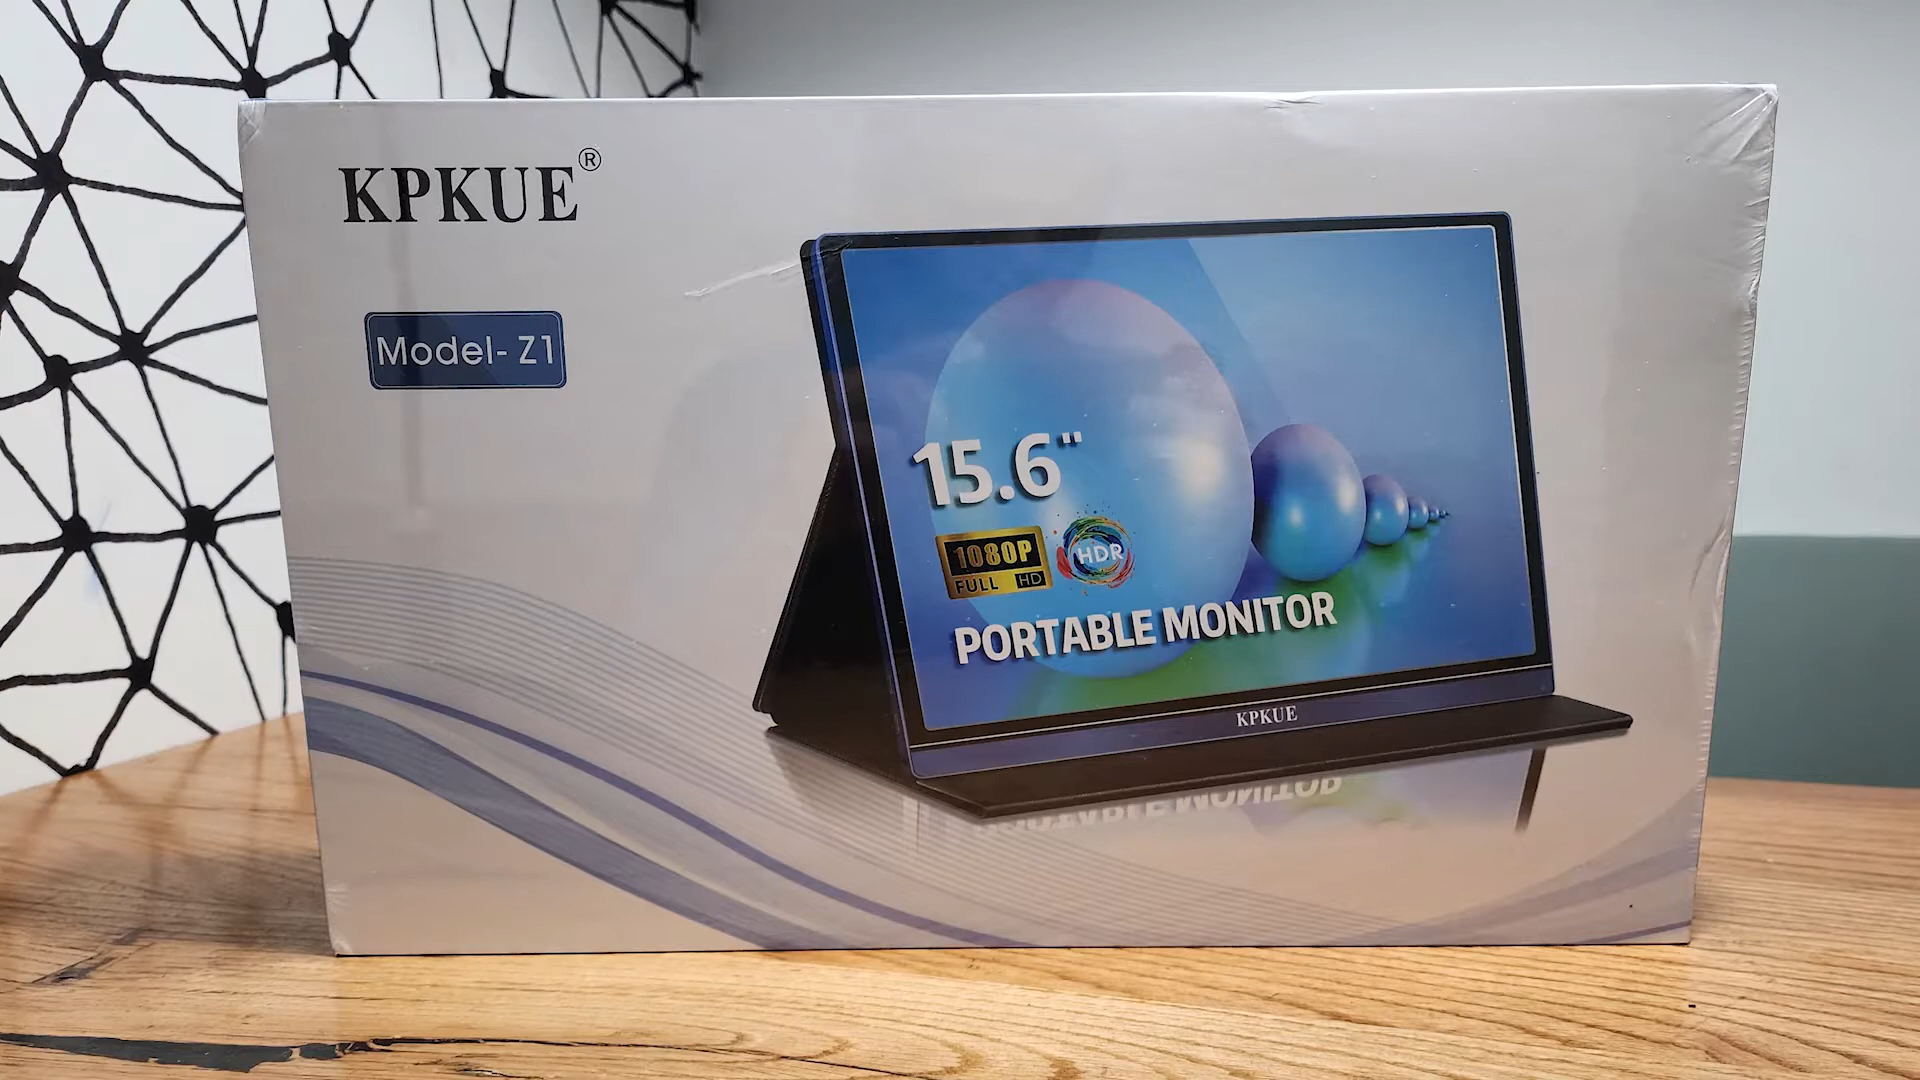 KPKUE®
Model- Z1
15.6"
1080P
FULL HD
HDR
PORTABLE MONITOR
KPKUE